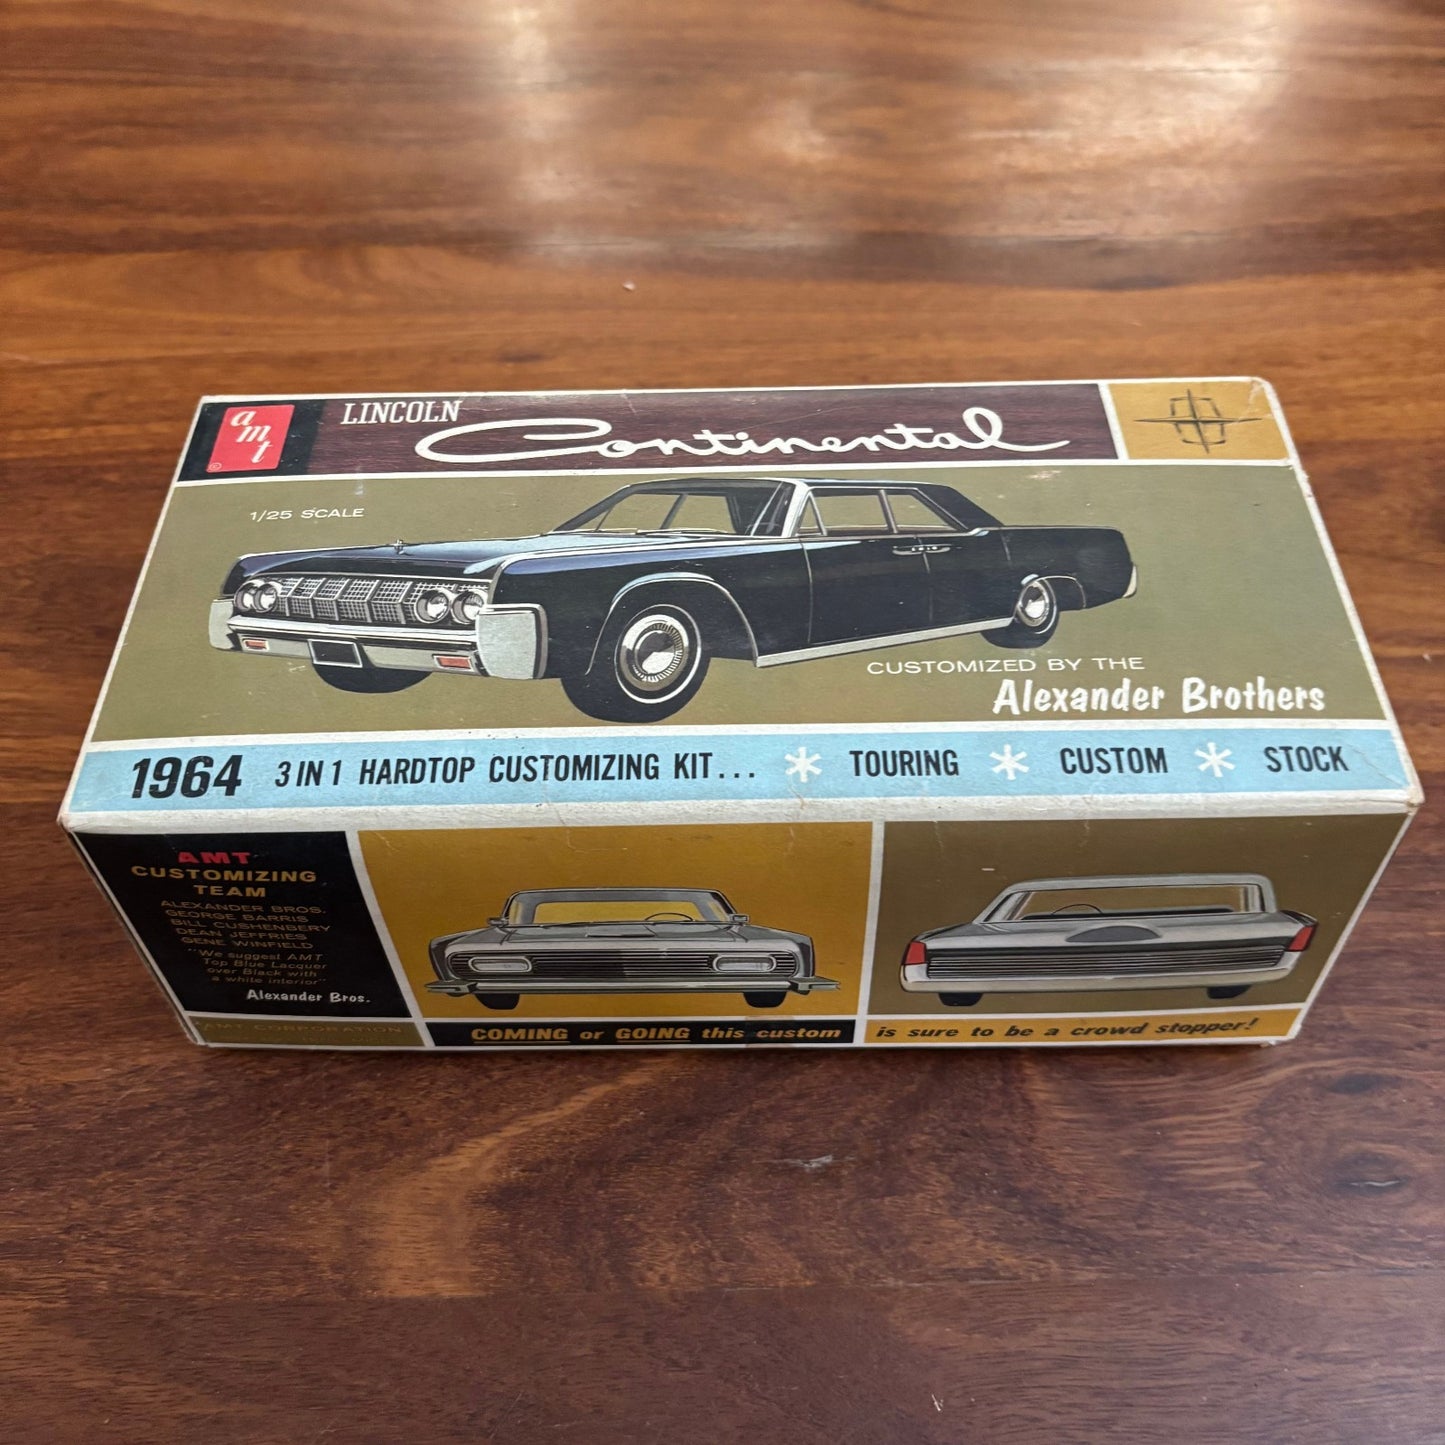 amt
LINCOLN
Continental
1/25 SCALE
CUSTOMIZED BY THE
Alexander Brothers
1964 3 IN 1 HARDTOP CUSTOMIZING KIT... * TOURING * CUSTOM * STOCK
AMT
CUSTOMIZING
TEAM
ALEXANDER BROS.
GEORGE BARRIS
BILL CUSHENBERY
DEAN JEFFRIES
GENE WINFIELD
"We suggest AMT
Top Blue Lacquer
over Black with
a white interior"
Alexander Bros.
AMT CORPORATION
COMING or GOING this custom is sure to be a crowd stopper!